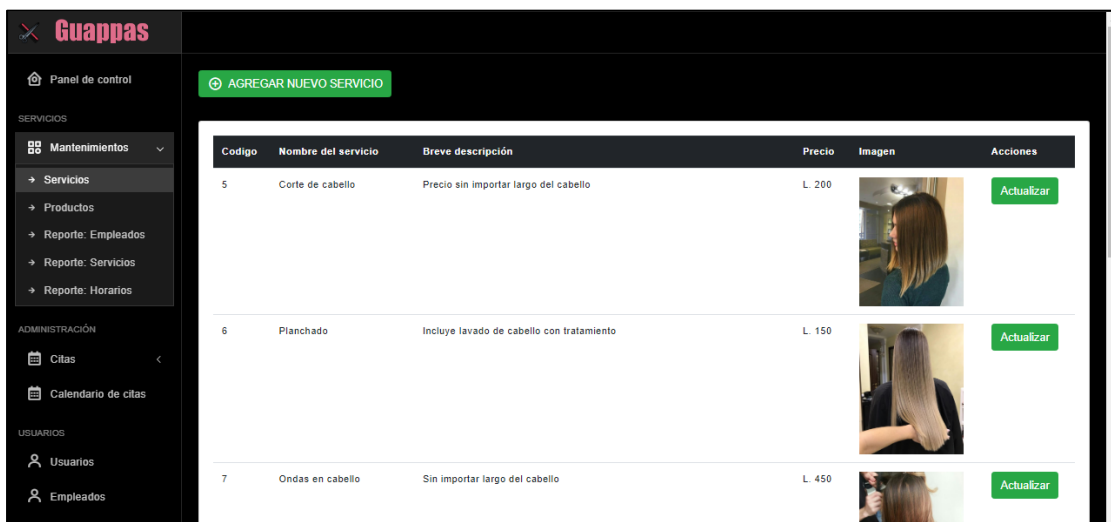 Guappas
Panel de control
SERVICIOS
Mantenimientos
Servicios
Productos
Reporte: Empleados
Reporte: Servicios
Reporte: Horarios
ADMINISTRACIÓN
Citas
Calendario de citas
USUARIOS
Usuarios
Empleados
AGREGAR NUEVO SERVICIO
Codigo Nombre del servicio Breve descripción Precio Imagen Acciones
5 Corte de cabello Precio sin importar largo del cabello L. 200 Actualizar
6 Planchado Incluye lavado de cabello con tratamiento L. 150 Actualizar
7 Ondas en cabello Sin importar largo del cabello L. 450 Actualizar